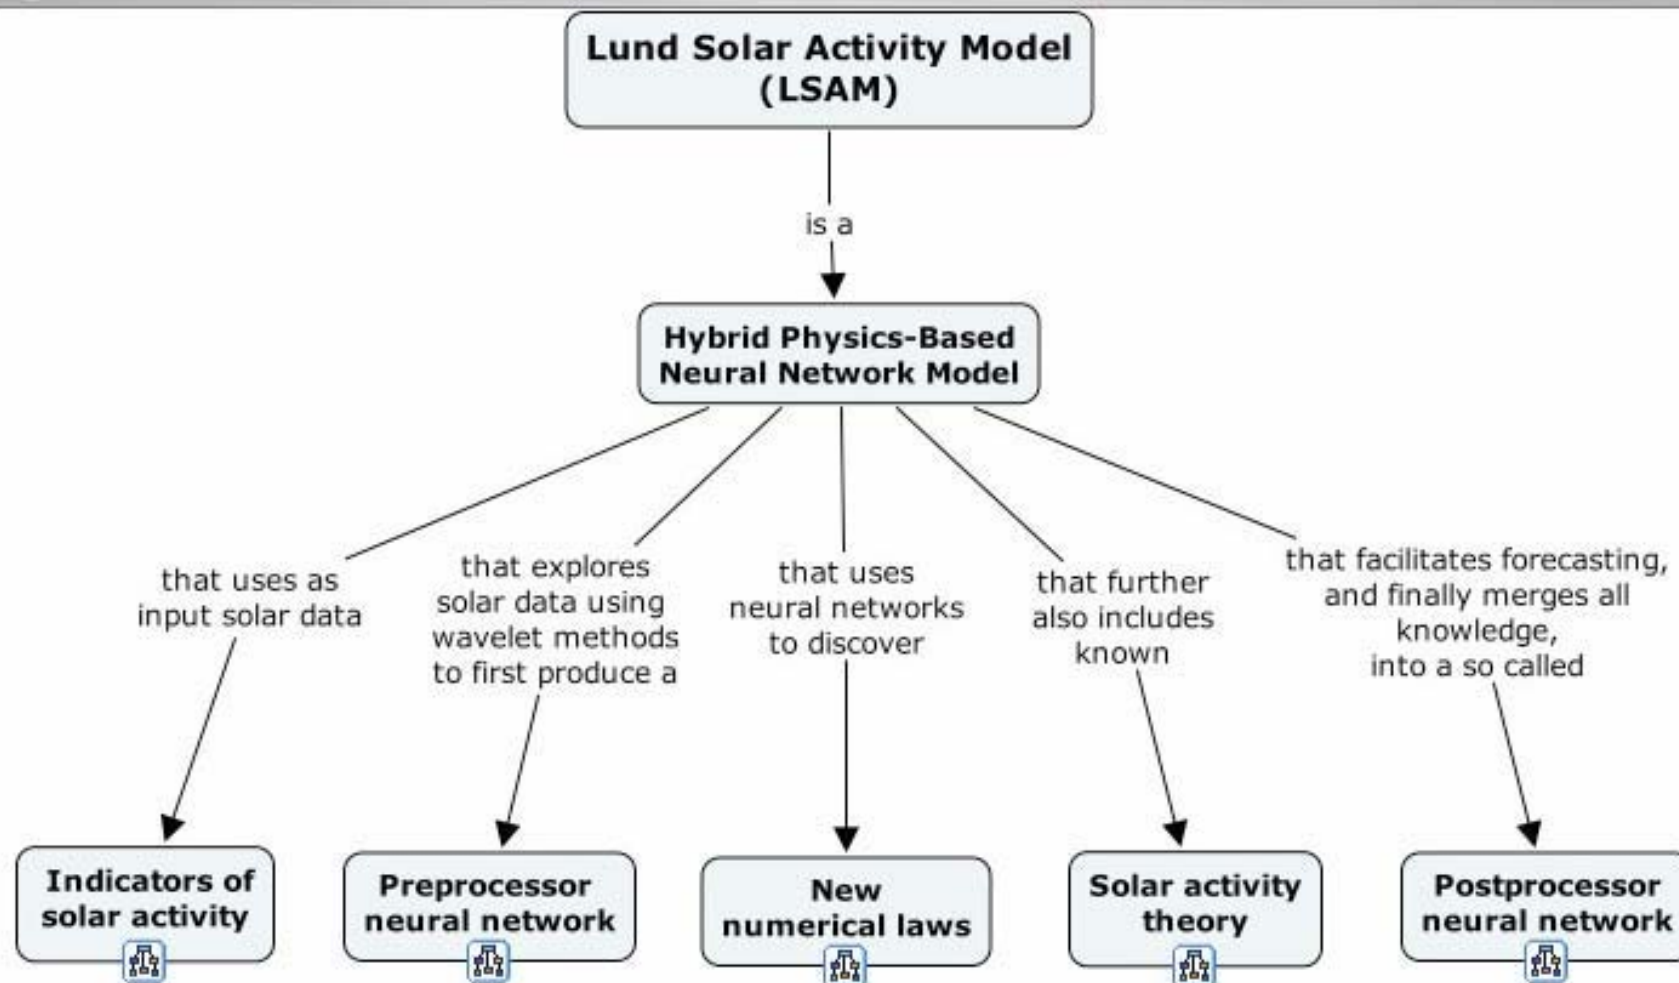 Lund Solar Activity Model
(LSAM)
is a
Hybrid Physics-Based
Neural Network Model
that uses as
input solar data
that explores
solar data using
wavelet methods
to first produce a
that uses
neural networks
to discover
that further
also includes
known
that facilitates forecasting,
and finally merges all
knowledge,
into a so called
Indicators of
solar activity
Preprocessor
neural network
New
numerical laws
Solar activity
theory
Postprocessor
neural network